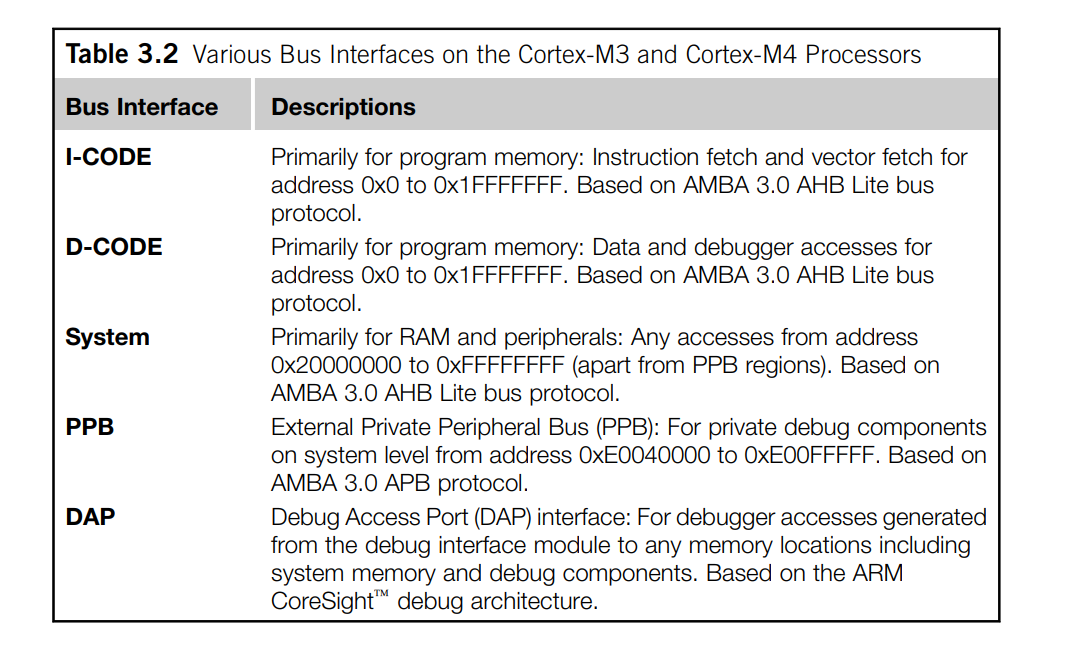 Table 3.2 Various Bus Interfaces on the Cortex-M3 and Cortex-M4 Processors
Bus Interface Descriptions
I-CODE Primarily for program memory: Instruction fetch and vector fetch for
address 0x0 to 0x1FFFFFFF. Based on AMBA 3.0 AHB Lite bus
protocol.
D-CODE Primarily for program memory: Data and debugger accesses for
address 0x0 to 0x1FFFFFFF. Based on AMBA 3.0 AHB Lite bus
protocol.
System Primarily for RAM and peripherals: Any accesses from address
0x20000000 to 0xFFFFFFFF (apart from PPB regions). Based on
AMBA 3.0 AHB Lite bus protocol.
PPB External Private Peripheral Bus (PPB): For private debug components
on system level from address 0xE0040000 to 0xE00FFFFF. Based on
AMBA 3.0 APB protocol.
DAP Debug Access Port (DAP) interface: For debugger accesses generated
from the debug interface module to any memory locations including
system memory and debug components. Based on the ARM
CoreSight™ debug architecture.